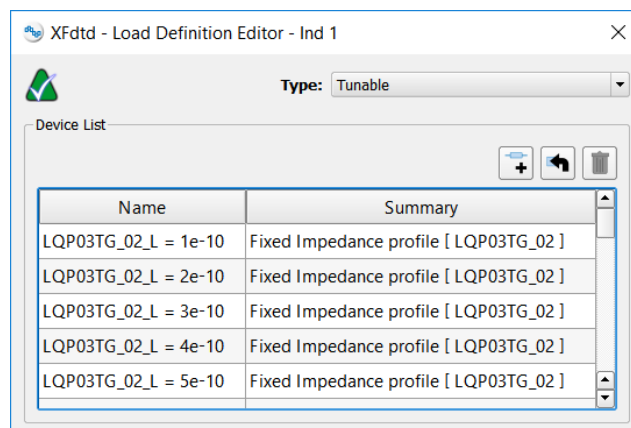 XFdtd - Load Definition Editor - Ind 1
Type: Tunable
Device List
Name Summary
LQP03TG_02_L = 1e-10 Fixed Impedance profile [ LQP03TG_02 ]
LQP03TG_02_L = 2e-10 Fixed Impedance profile [ LQP03TG_02 ]
LQP03TG_02_L = 3e-10 Fixed Impedance profile [ LQP03TG_02 ]
LQP03TG_02_L = 4e-10 Fixed Impedance profile [ LQP03TG_02 ]
LQP03TG_02_L = 5e-10 Fixed Impedance profile [ LQP03TG_02 ]